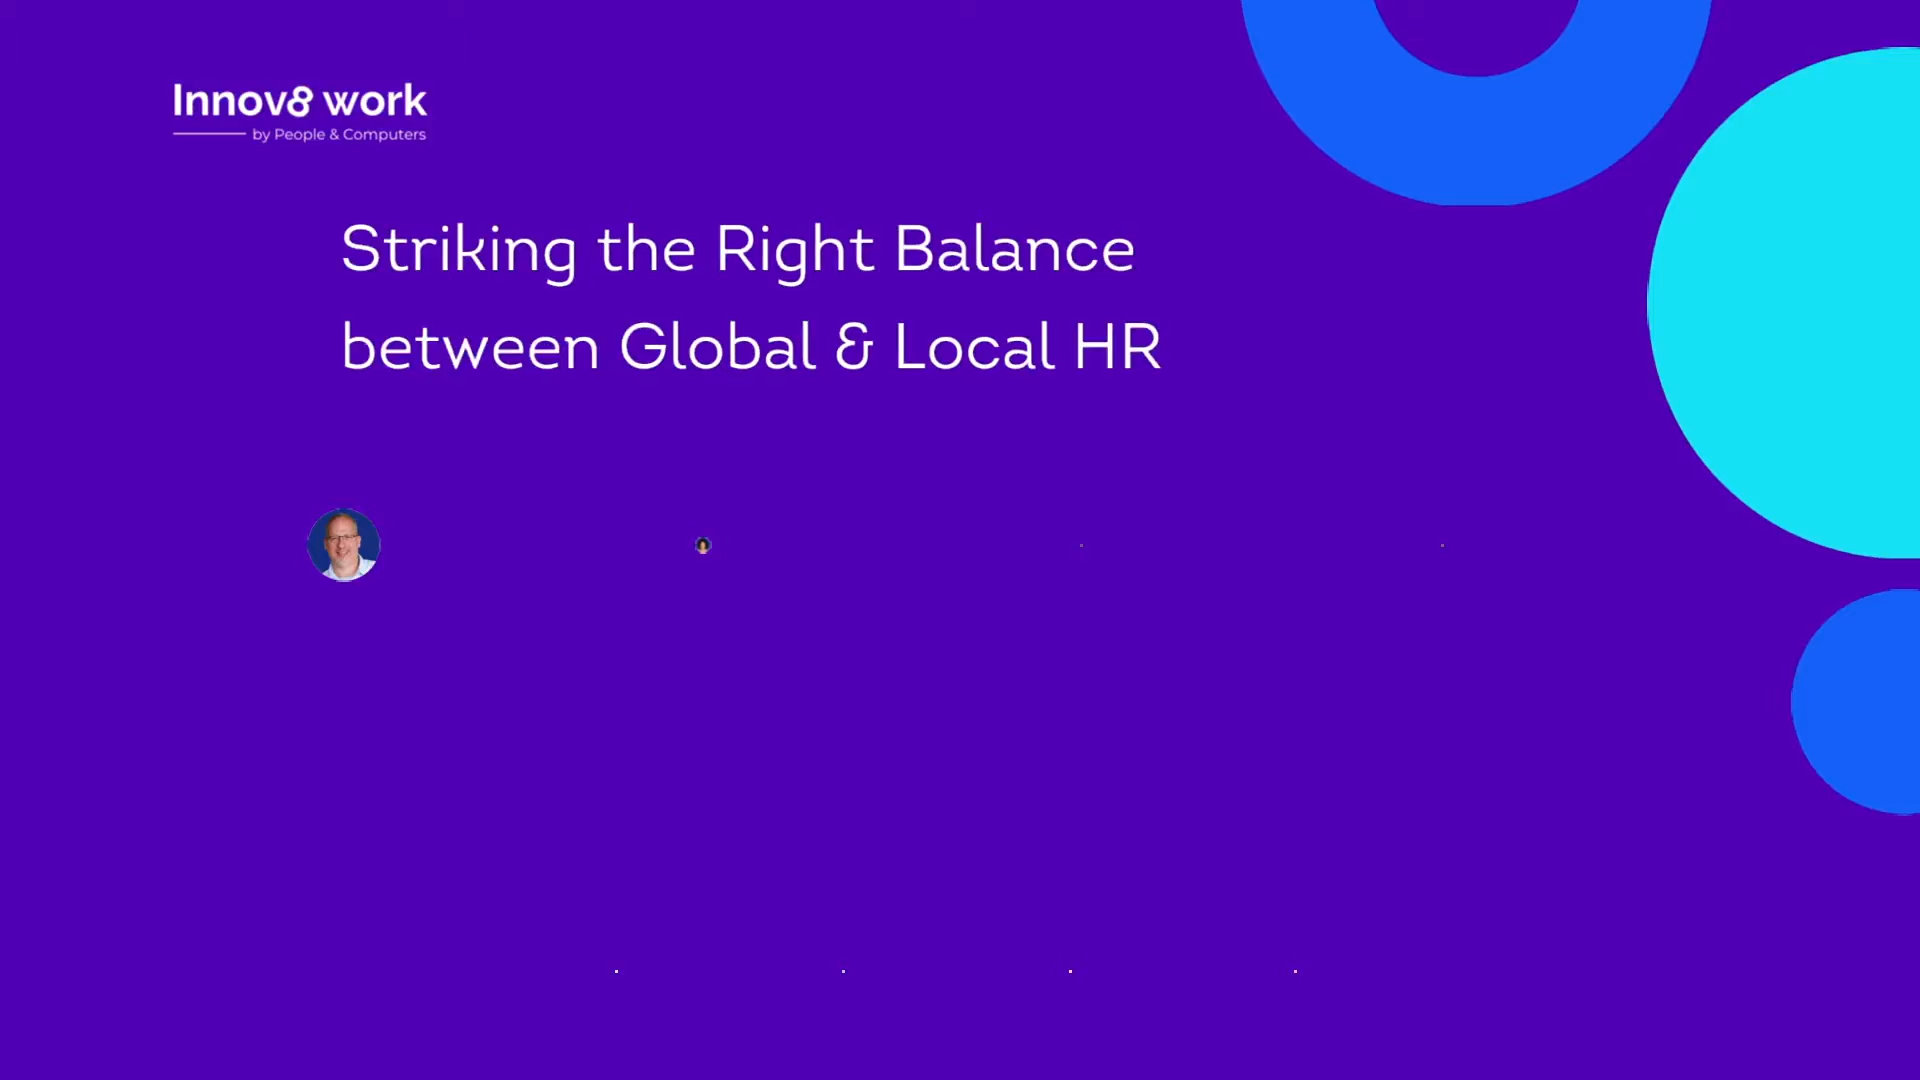 Innov8 work
by People & Computers
Striking the Right Balance
between Global & Local HR